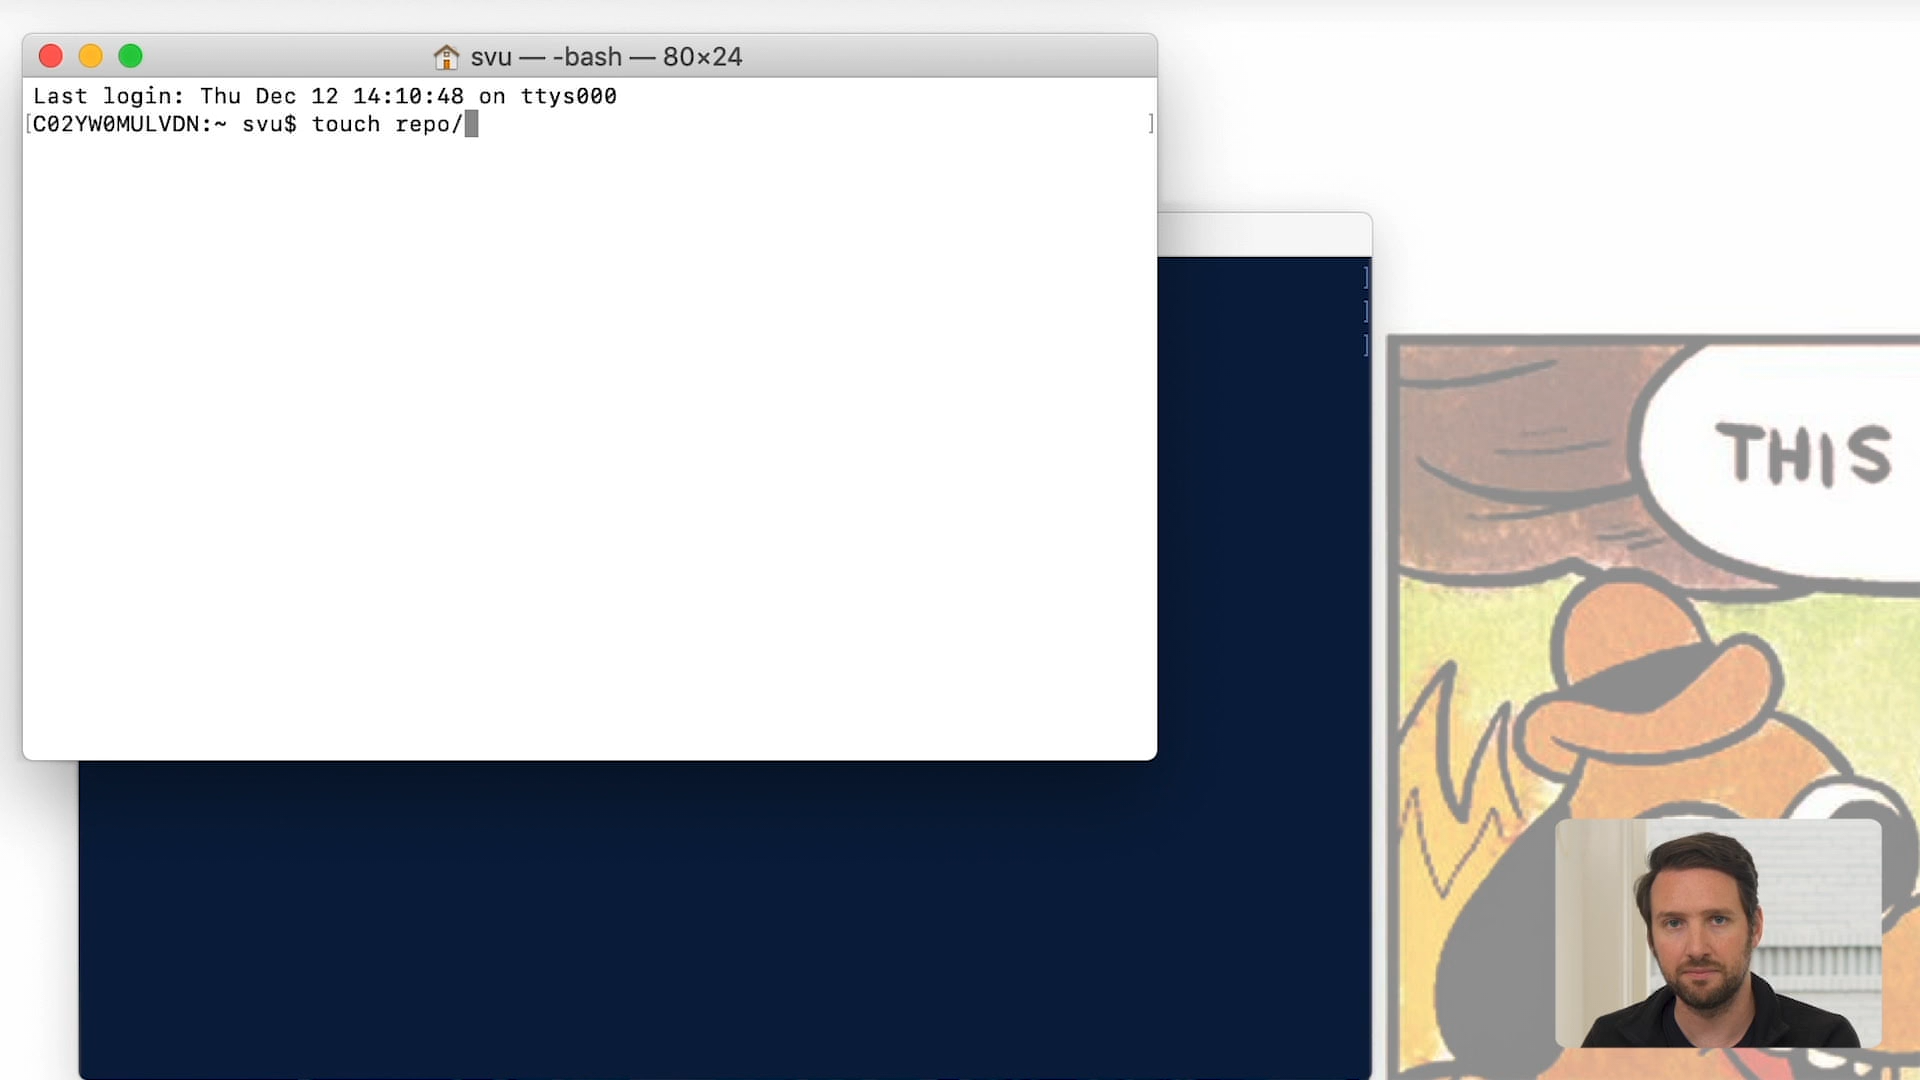 svu — -bash — 80×24
Last login: Thu Dec 12 14:10:48 on ttys000
[C02YW0MULVDN:~ svu$ touch repo/ ]
]
]
]
THIS